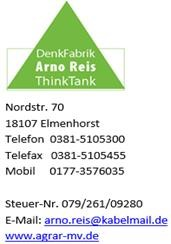 DenkFabrik
Arno Reis
ThinkTank
Nordstr. 70
18107 Elmenhorst
Telefon 0381-5105300
Telefax 0381-5105455
Mobil 0177-3576035
Steuer-Nr. 079/261/09280
E-Mail: arno.reis@kabelmail.de
www.agrar-mv.de